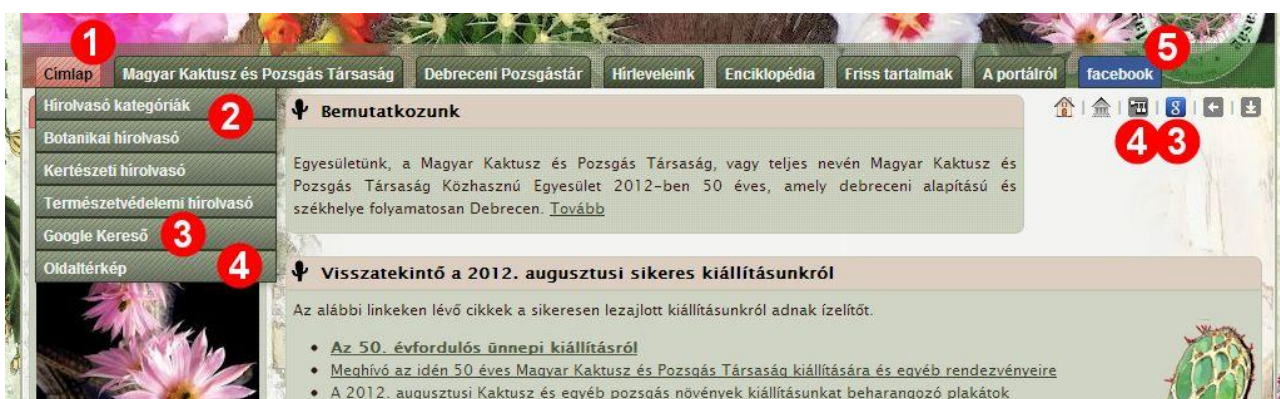 1
5
Címlap Magyar Kaktusz és Pozsgás Társaság Debreceni Pozsgástár Hírleveleink Enciklopédia Friss tartalmak A portálról facebook
Hírolvasó kategóriák
2
Botanikai hírolvasó
Kertészeti hírolvasó
Természetvédelemi hírolvasó
Google Kereső 3
Oldaltérkép 4
8
4 3
Bemutatkozunk
Egyesületünk, a Magyar Kaktusz és Pozsgás Társaság, vagy teljes nevén Magyar Kaktusz és
Pozsgás Társaság Közhasznú Egyesület 2012-ben 50 éves, amely debreceni alapítású és
székhelye folyamatosan Debrecen. Tovább
Visszatekintő a 2012. augusztusi sikeres kiállításunkról
Az alábbi linkeken lévő cikkek a sikeresen lezajlott kiállításunkról adnak ízelítőt.
• Az 50. évfordulós ünnepi kiállításról
• Meghívó az idén 50 éves Magyar Kaktusz és Pozsgás Társaság kiállítására és egyéb rendezvényeire
• A 2012. augusztusi Kaktusz és egyéb pozsgás növények kiállításunkat beharangozó plakátok